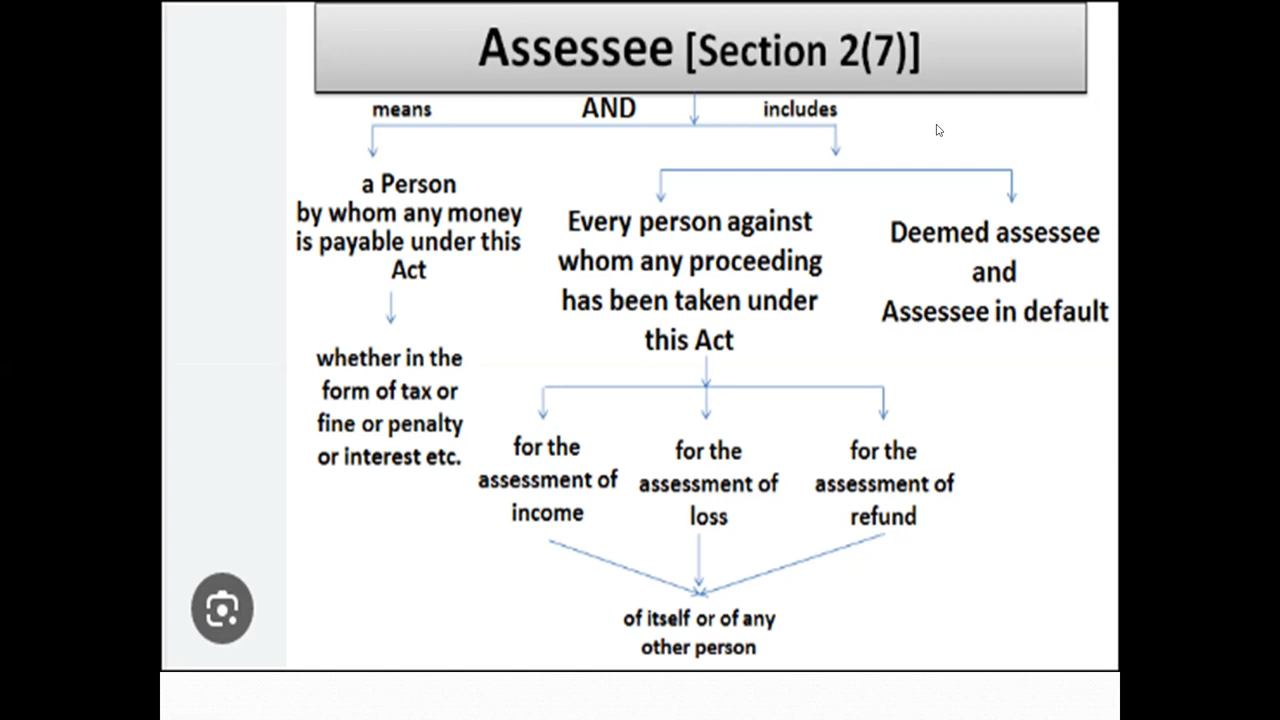 Assessee [Section 2(7)]
means
AND
includes
a Person
by whom any money
is payable under this
Act
whether in the
form of tax or
fine or penalty
or interest etc.
Every person against
whom any proceeding
has been taken under
this Act
for the
assessment of
income
for the
assessment of
loss
for the
assessment of
refund
of itself or of any
other person
Deemed assessee
and
Assessee in default